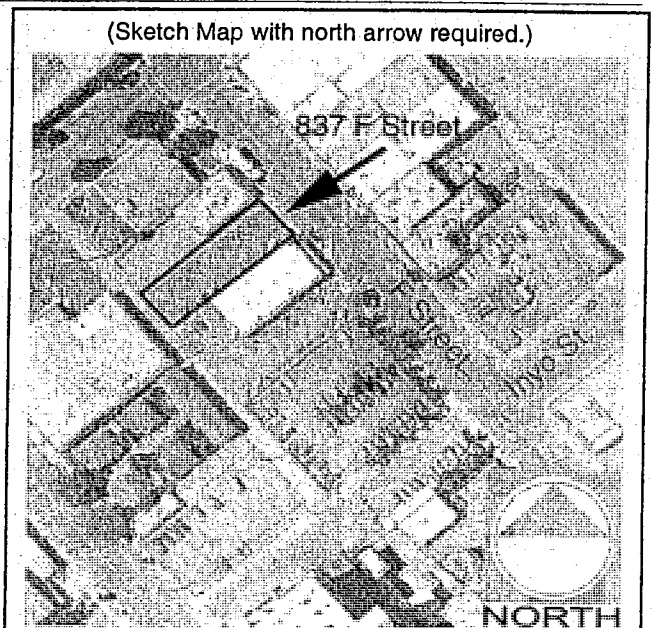 (Sketch Map with north arrow required.)
837 F Street
F Street
Inyo St.
NORTH